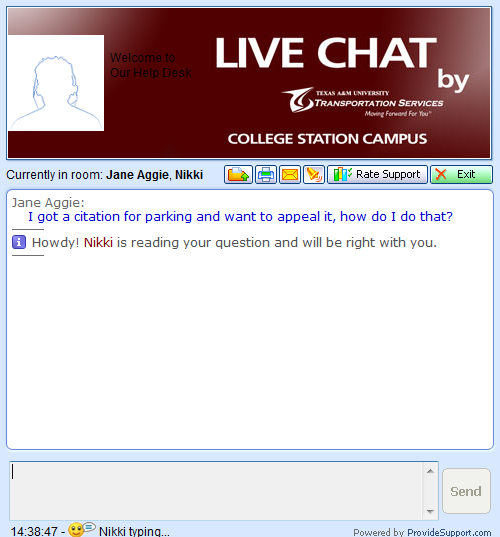 Welcome to
Our Help Desk
LIVE CHAT
by
TEXAS A&M UNIVERSITY
TRANSPORTATION SERVICES
Moving Forward For You®
COLLEGE STATION CAMPUS
Currently in room: Jane Aggie, Nikki
Rate Support
Exit
Jane Aggie:
I got a citation for parking and want to appeal it, how do I do that?
i Howdy! Nikki is reading your question and will be right with you.
Send
14:38:47 - Nikki typing...
Powered by ProvideSupport.com